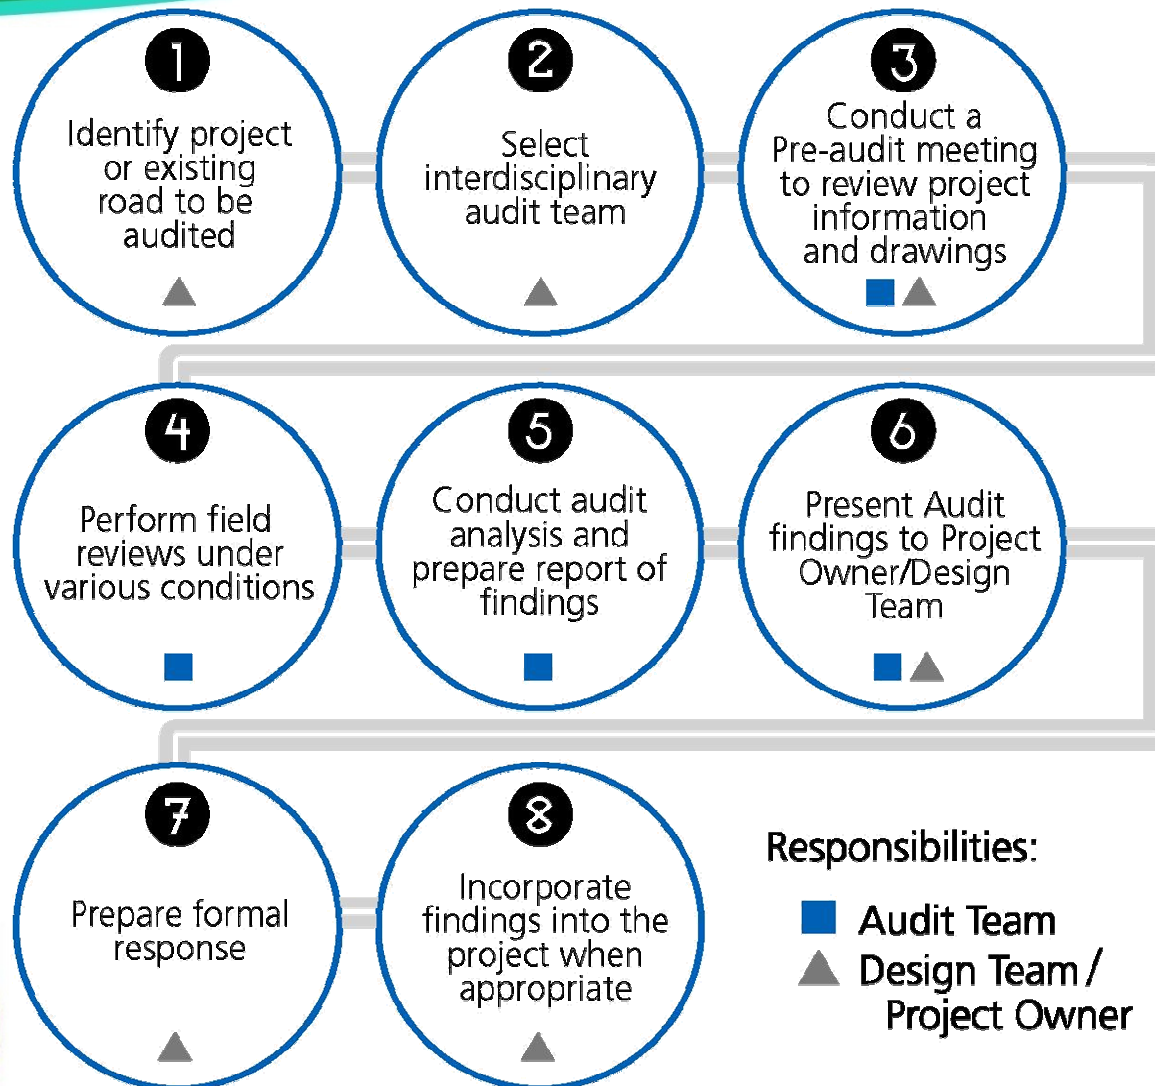 1
Identify project
or existing
road to be
audited
2
Select
interdisciplinary
audit team
3
Conduct a
Pre-audit meeting
to review project
information
and drawings
4
Perform field
reviews under
various conditions
5
Conduct audit
analysis and
prepare report of
findings
6
Present Audit
findings to Project
Owner/Design
Team
7
Prepare formal
response
8
Incorporate
findings into the
project when
appropriate
Responsibilities:
Audit Team
Design Team/
Project Owner